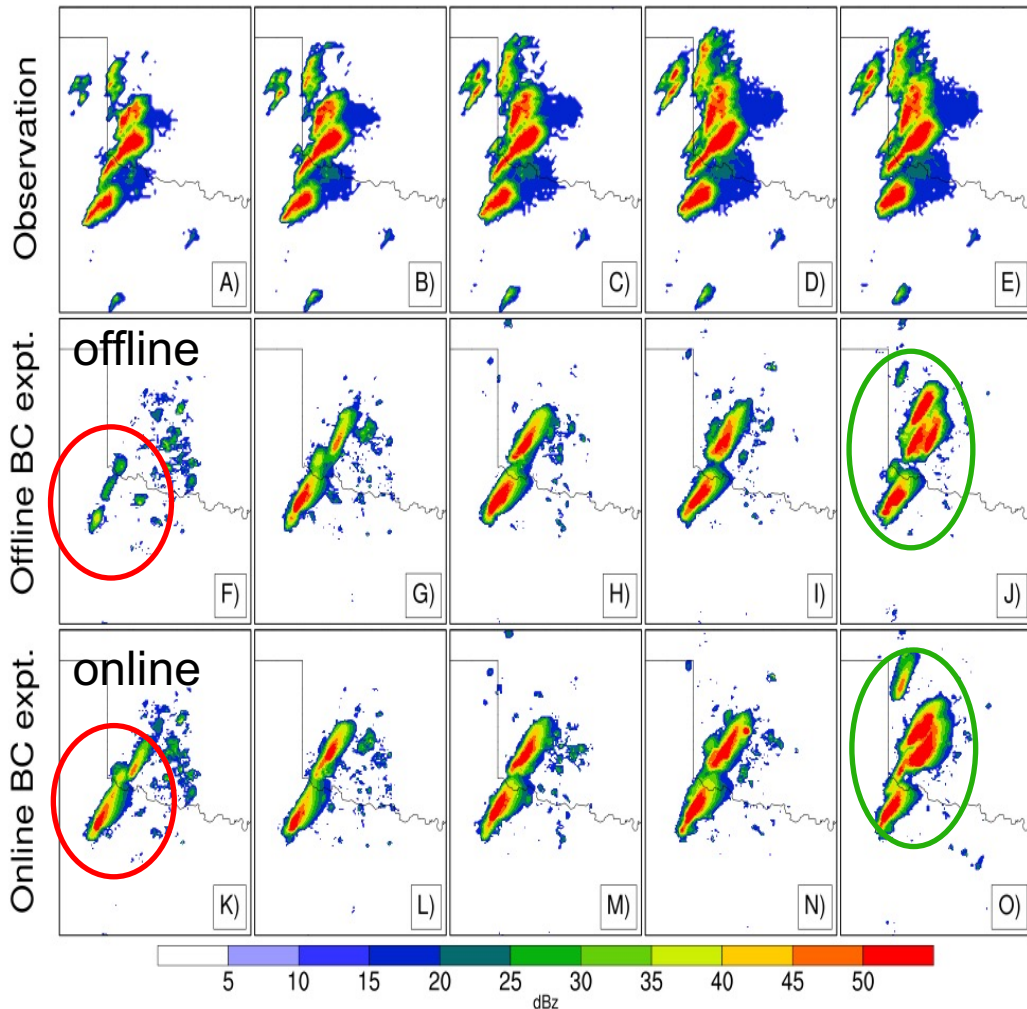 Observation
A)
B)
C)
D)
E)
Offline BC expt.
offline
F)
G)
H)
I)
J)
Online BC expt.
online
K)
L)
M)
N)
O)
5 10 15 20 25 30 35 40 45 50
dBz